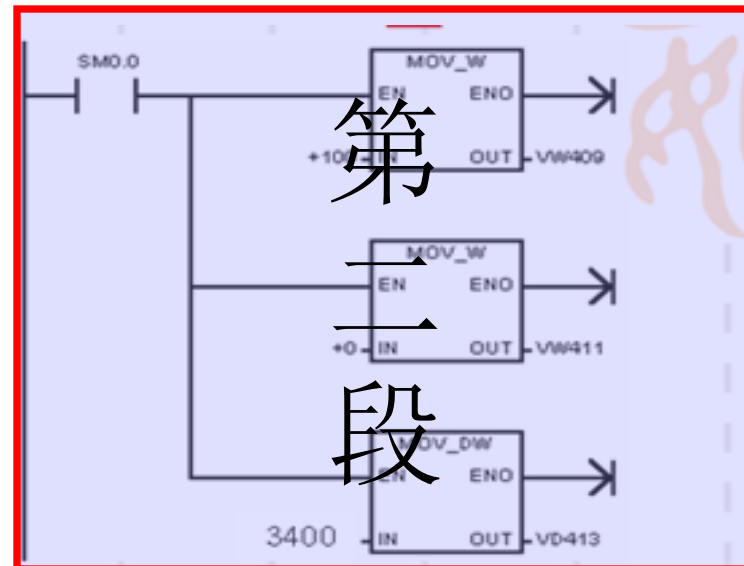 SM0.0
MOV_W
EN ENO
+100 IN OUT VW409
MOV_W
EN ENO
+0 IN OUT VW411
MOV_DW
EN ENO
3400 IN OUT VD413
第二段